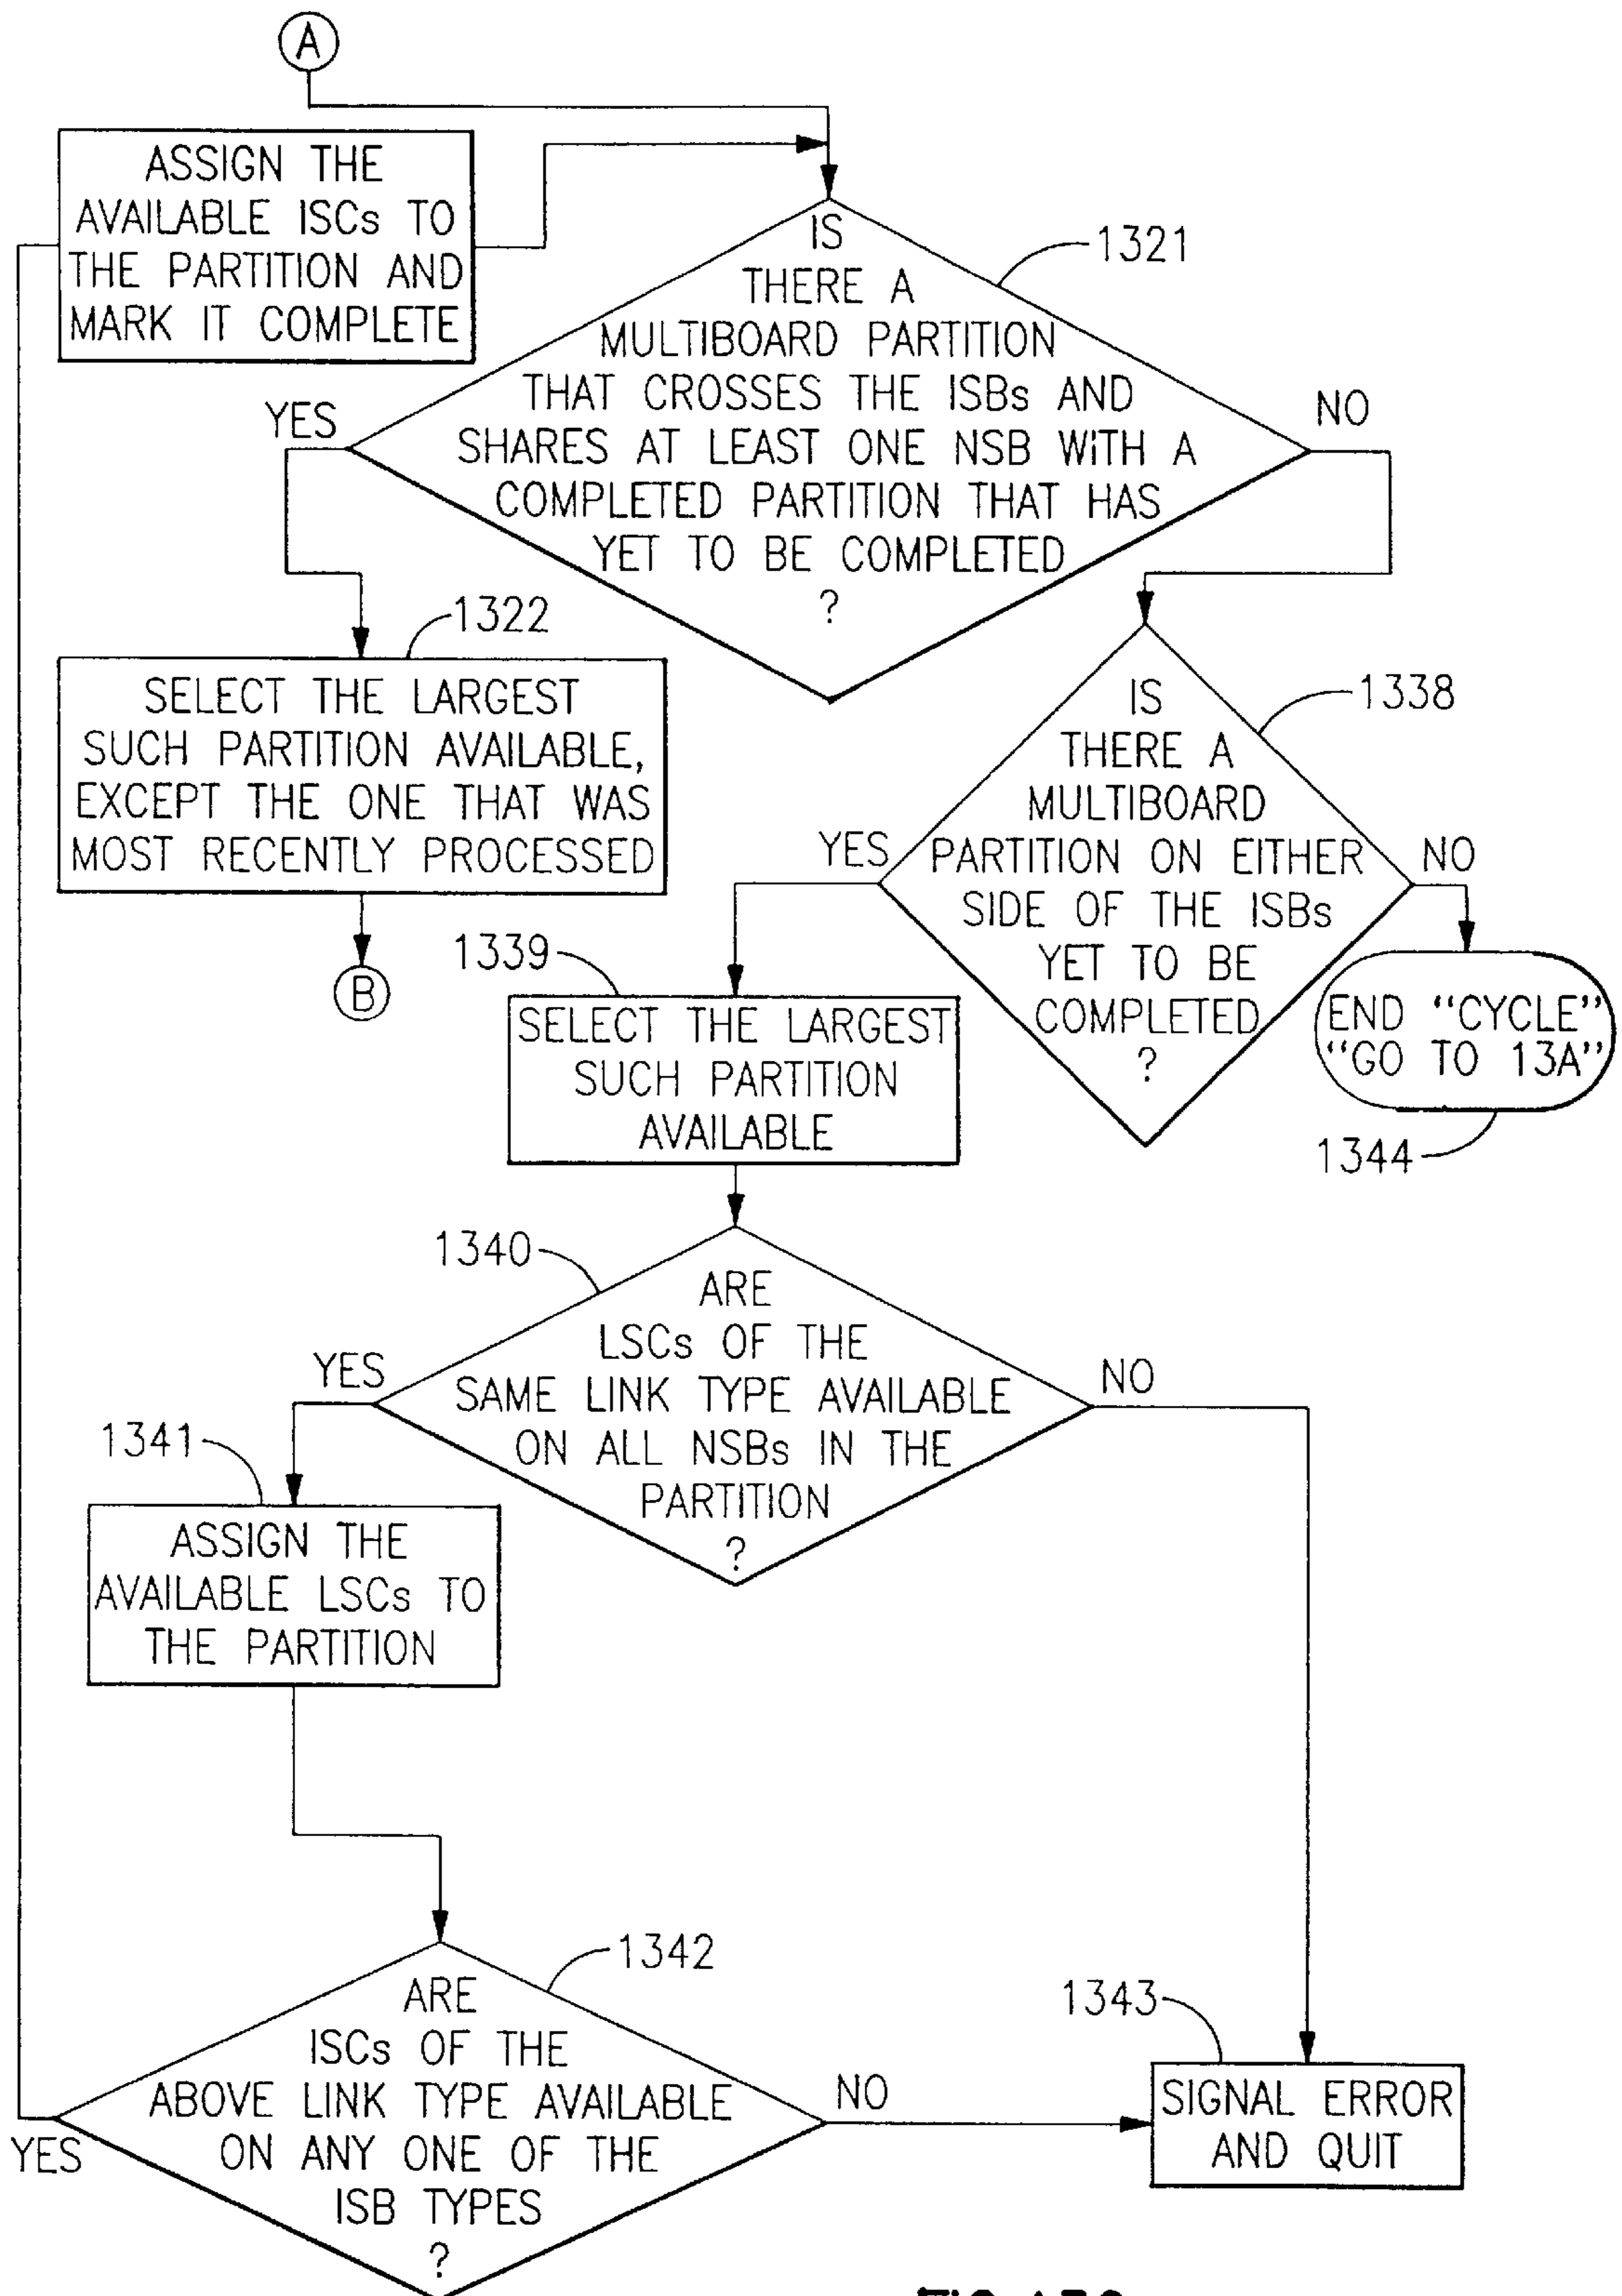 A
ASSIGN THE
AVAILABLE ISCs TO
THE PARTITION AND
MARK IT COMPLETE
IS
THERE A
MULTIBOARD PARTITION
THAT CROSSES THE ISBs AND
SHARES AT LEAST ONE NSB WiTH A
COMPLETED PARTITION THAT HAS
YET TO BE COMPLETED
?
1321
YES
NO
1322
SELECT THE LARGEST
SUCH PARTITION AVAILABLE,
EXCEPT THE ONE THAT WAS
MOST RECENTLY PROCESSED
B
1338
IS
THERE A
MULTIBOARD
PARTITION ON EITHER
SIDE OF THE ISBs
YET TO BE
COMPLETED
?
YES
NO
END "CYCLE"
"GO TO 13A"
1344
1339
SELECT THE LARGEST
SUCH PARTITION
AVAILABLE
1340
ARE
LSCs OF THE
SAME LINK TYPE AVAILABLE
ON ALL NSBs IN THE
PARTITION
?
YES
NO
1341
ASSIGN THE
AVAILABLE LSCs TO
THE PARTITION
1342
ARE
ISCs OF THE
ABOVE LINK TYPE AVAILABLE
ON ANY ONE OF THE
ISB TYPES
?
YES
NO
1343
SIGNAL ERROR
AND QUIT